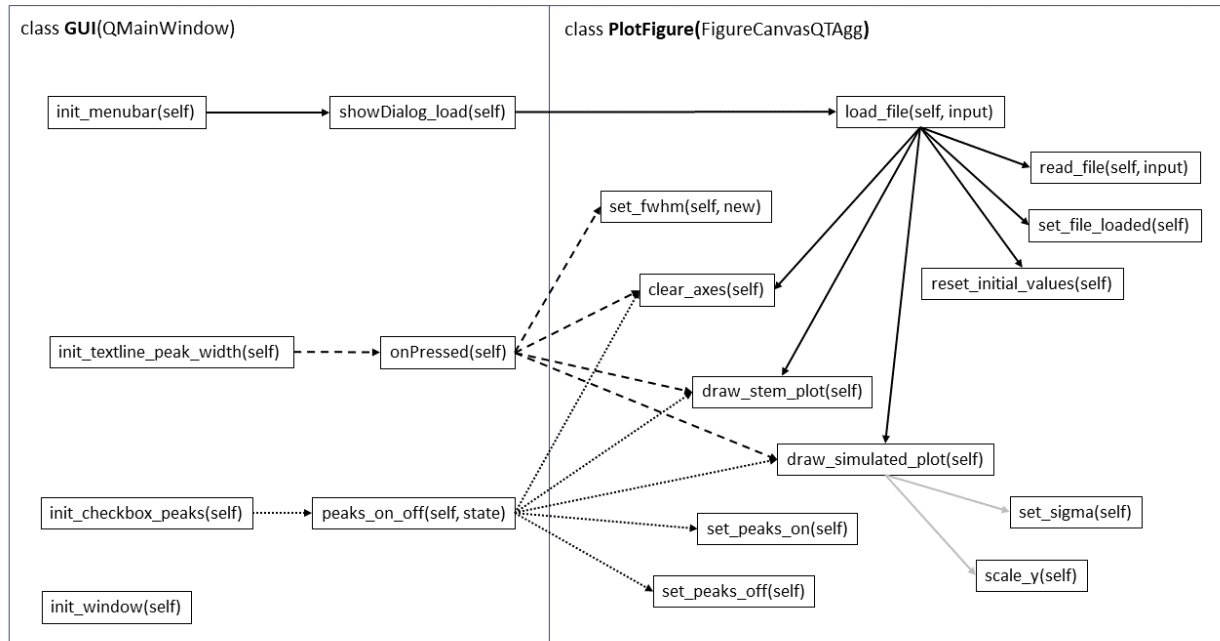 class GUI(QMainWindow)
class PlotFigure(FigureCanvasQTAgg)
init_menubar(self)
showDialog_load(self)
load_file(self, input)
read_file(self, input)
set_fwhm(self, new)
set_file_loaded(self)
clear_axes(self)
reset_initial_values(self)
init_textline_peak_width(self)
onPressed(self)
draw_stem_plot(self)
draw_simulated_plot(self)
init_checkbox_peaks(self)
peaks_on_off(self, state)
set_peaks_on(self)
set_sigma(self)
scale_y(self)
set_peaks_off(self)
init_window(self)